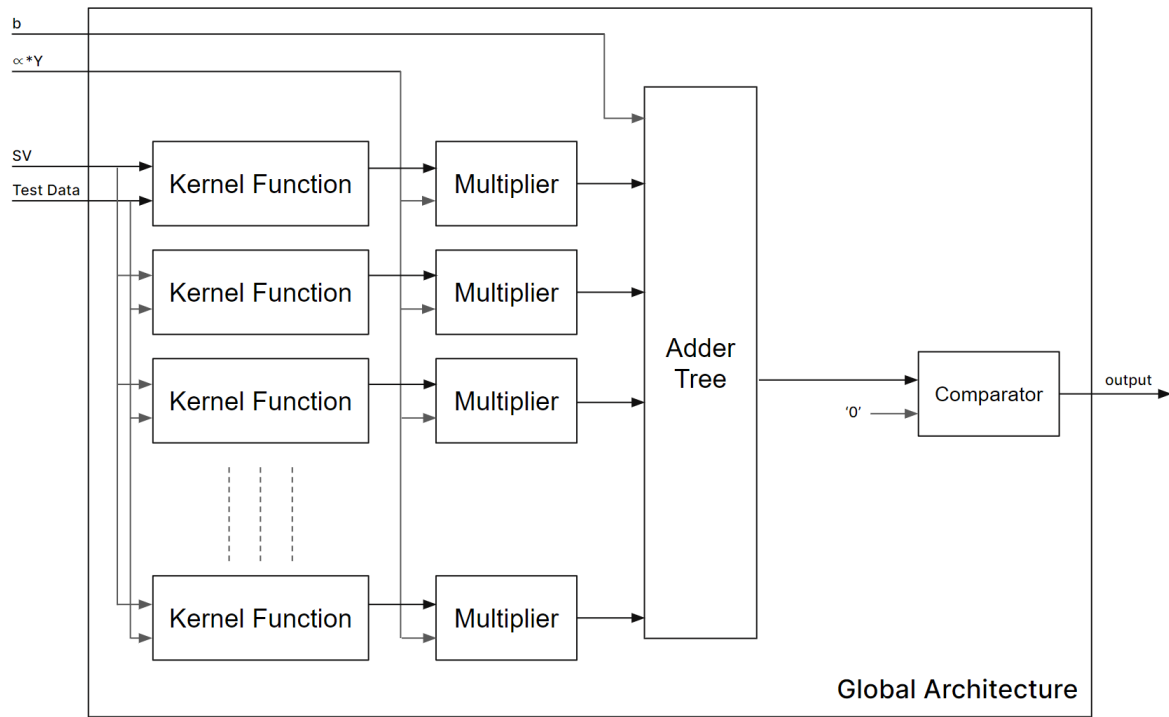 b
∝*Y
SV
Test Data
Kernel Function
Multiplier
Kernel Function
Multiplier
Kernel Function
Multiplier
Kernel Function
Multiplier
Adder
Tree
'0'
Comparator
output
Global Architecture